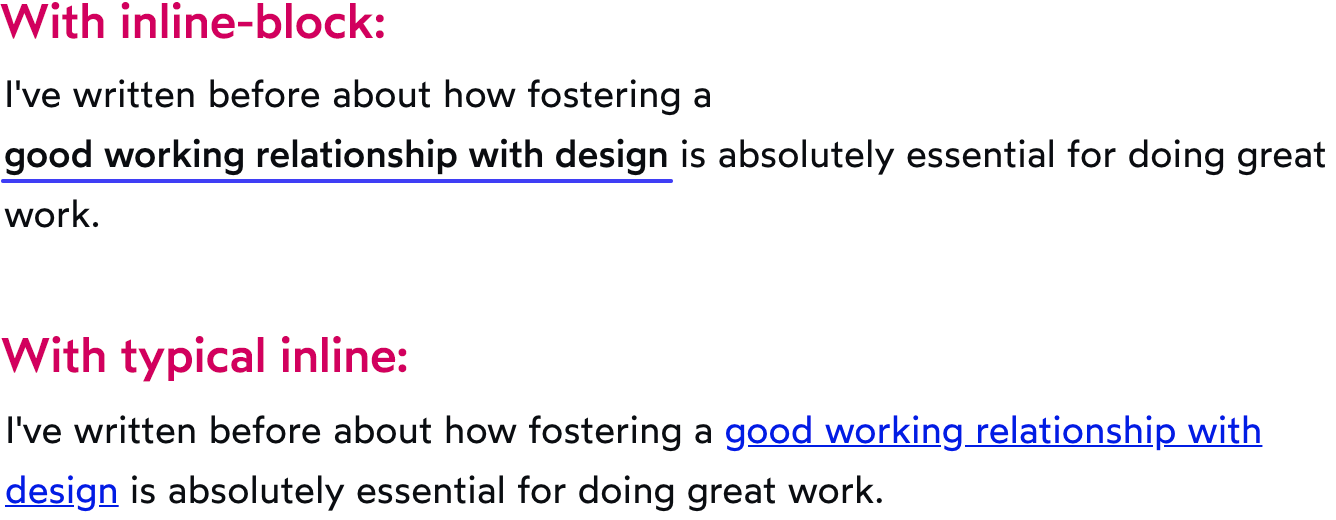 With inline-block:
I've written before about how fostering a
good working relationship with design is absolutely essential for doing great
work.
With typical inline:
I've written before about how fostering a good working relationship with
design is absolutely essential for doing great work.